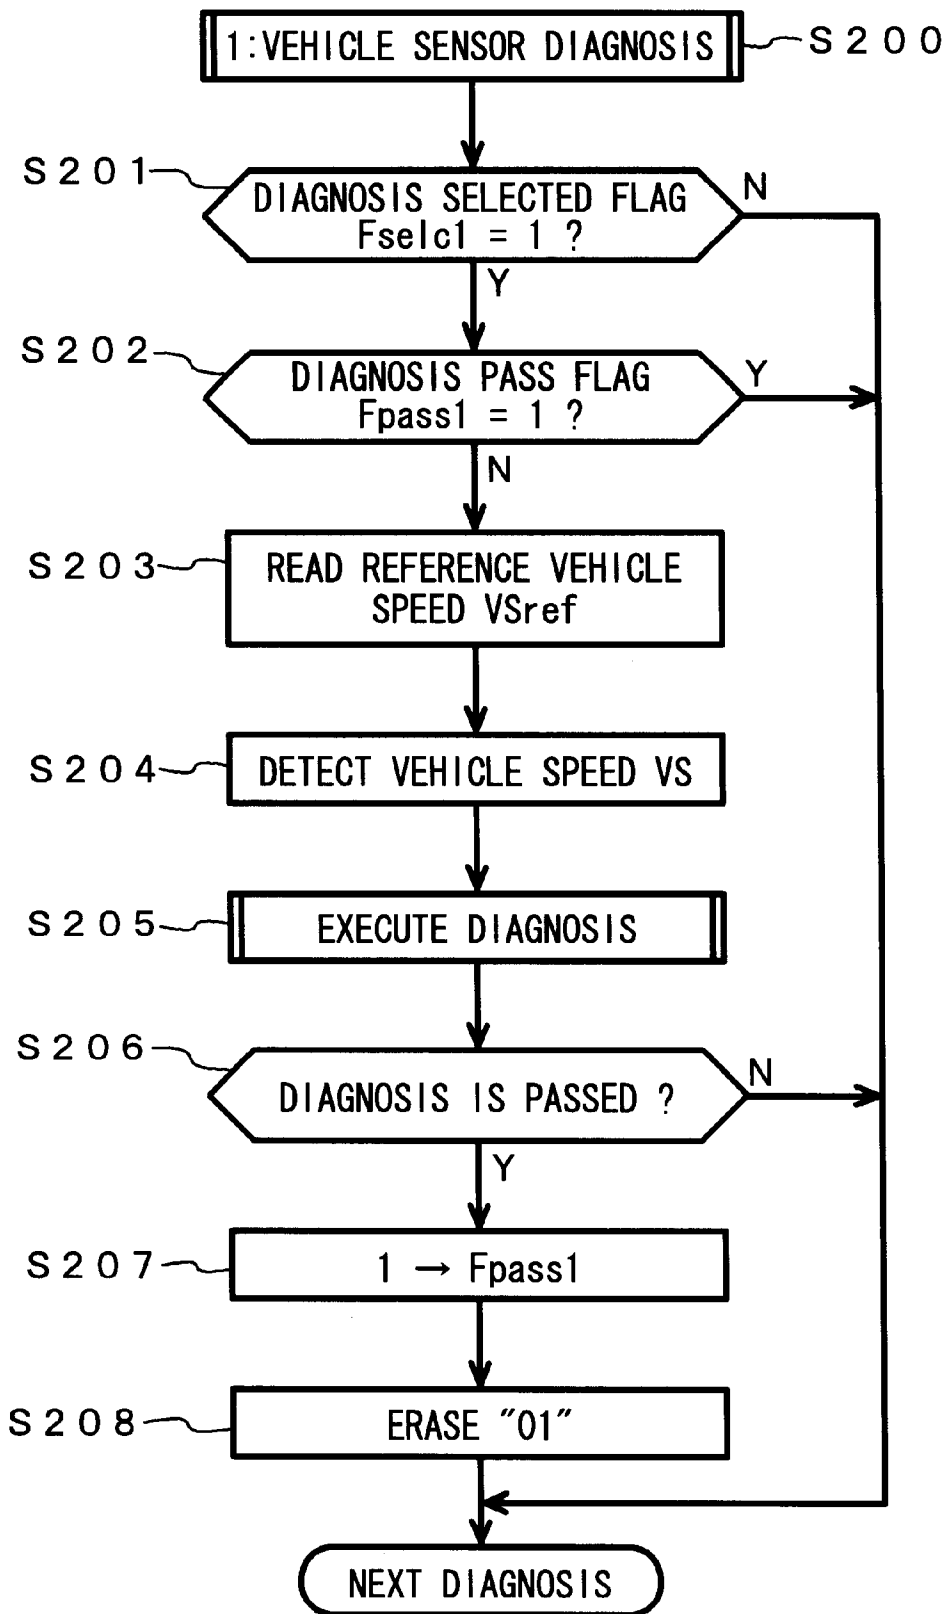 1:VEHICLE SENSOR DIAGNOSIS
S200
S201
DIAGNOSIS SELECTED FLAG
Fselc1 = 1 ?
N
Y
S202
DIAGNOSIS PASS FLAG
Fpass1 = 1 ?
Y
N
S203
READ REFERENCE VEHICLE
SPEED VSref
S204
DETECT VEHICLE SPEED VS
S205
EXECUTE DIAGNOSIS
S206
DIAGNOSIS IS PASSED ?
N
Y
S207
1 → Fpass1
S208
ERASE "01"
NEXT DIAGNOSIS